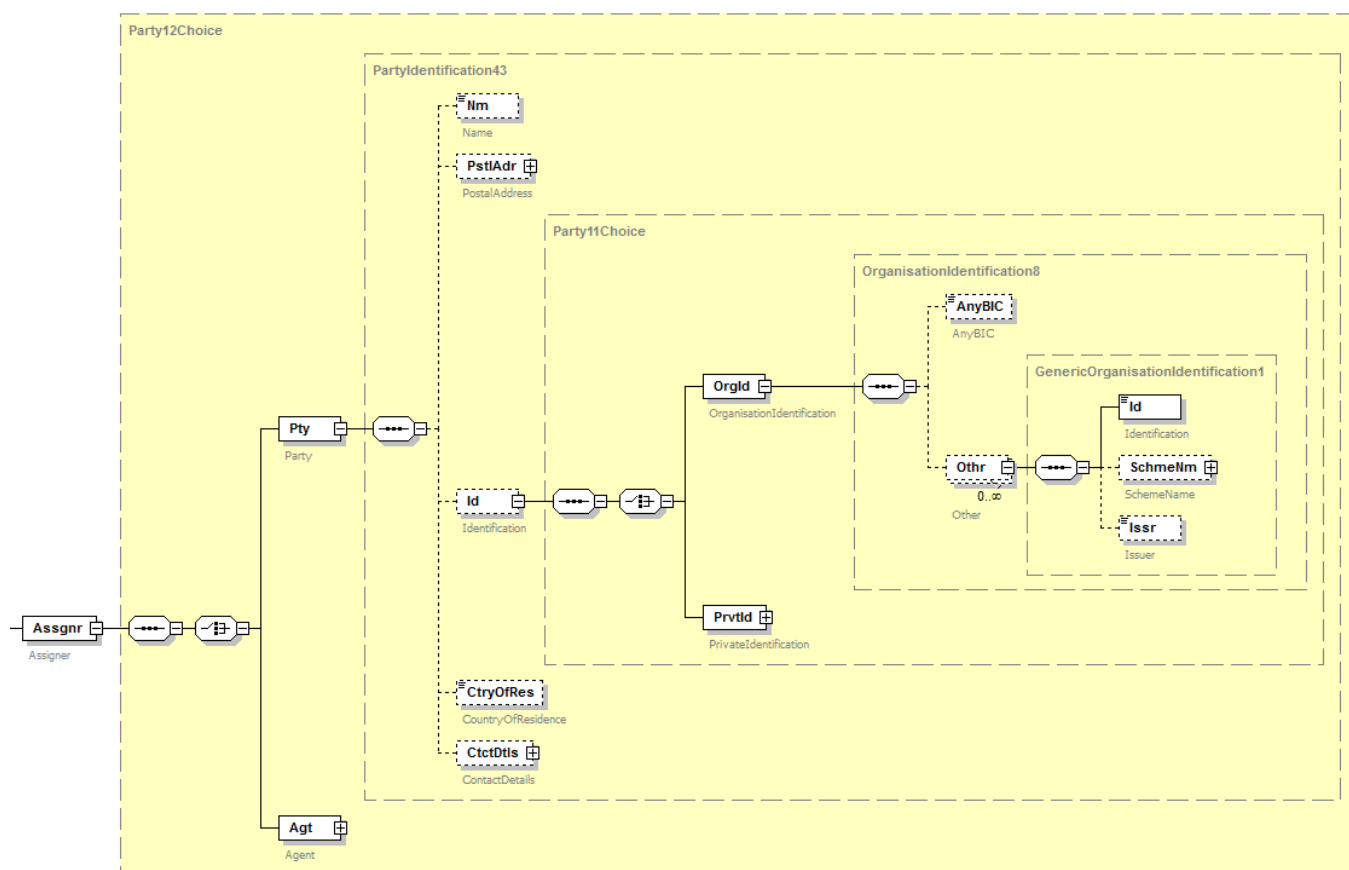 Party12Choice
PartyIdentification43
Nm
Name
PstlAdr
PostalAddress
Party11Choice
OrganisationIdentification8
AnyBIC
AnyBIC
GenericOrganisationIdentification1
OrgId
OrganisationIdentification
Id
Identification
Pty
Party
Othr
0..∞
Other
SchmeNm
SchemeName
Id
Identification
Issr
Issuer
Assgnr
Assigner
PrvtId
PrivateIdentification
CtryOfRes
CountryOfResidence
CtctDtls
ContactDetails
Agt
Agent